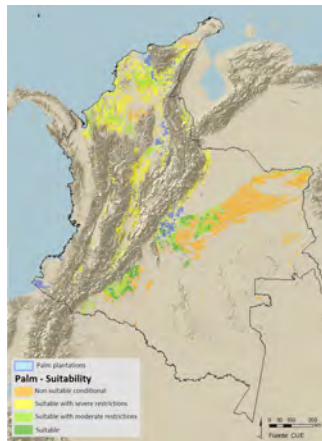 Palm plantations
Palm - Suitability
Non suitable conditional
Suitable with severe restrictions
Suitable with moderate restrictions
Suitable
Fuente: CUE